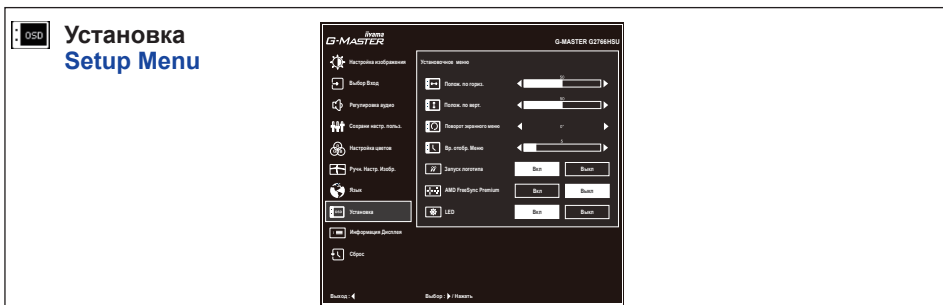 OSD
Установка
Setup Menu
iiyama
G-MASTER
G-MASTER G2766HSU
Настройка изображения
Выбор Вход
Регулировка аудио
Сохрани настр. польз.
Настройка цветов
Ручн. Настр. Изобр.
Язык
Установка
Информация Дисплея
Сброс
Установочное меню
Полож. по гориз.
50
Полож. по верт.
50
Поворот экранного меню
0°
Вр. отобр. Меню
Запуск логотипа
Вкл
Выкл
AMD FreeSync Premium
Вкл
Выкл
LED
Вкл
Выкл
Выход :
Выбор : / Нажать